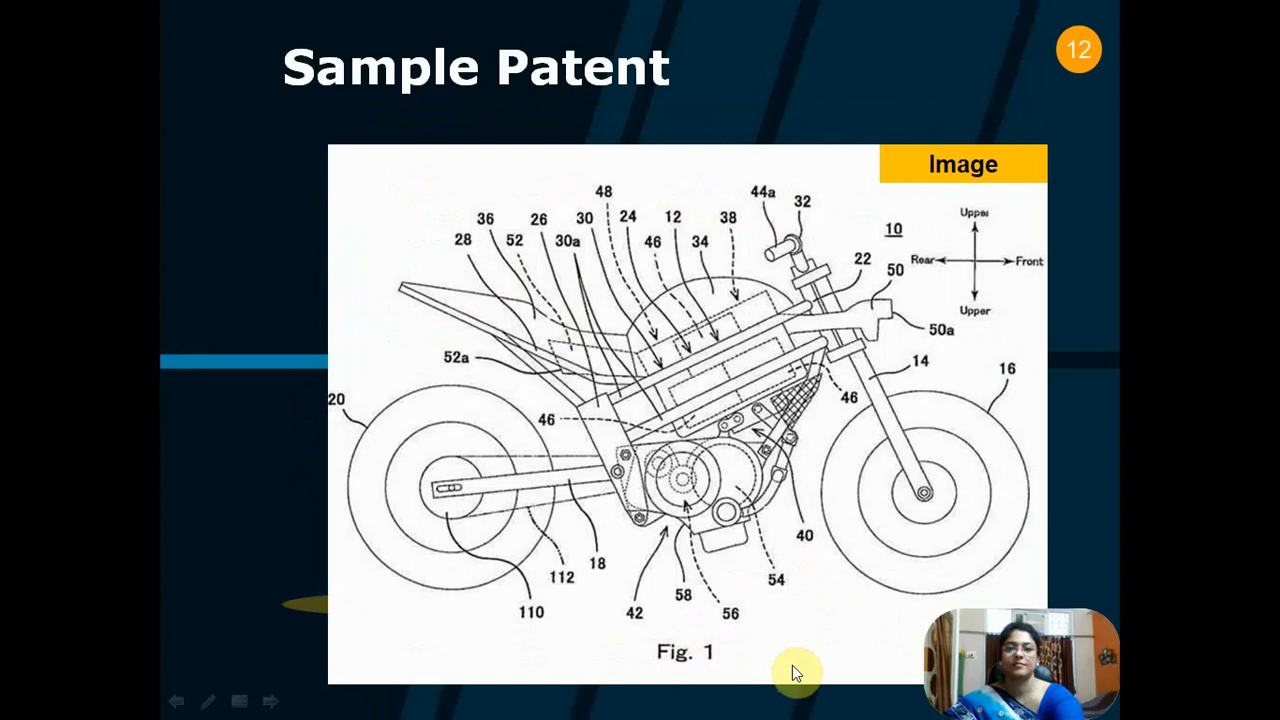 Sample Patent
12
Image
48
44a
32
36
26
30
24
12
38
10
Upper
28
52
30a
46
34
22
50
Rear
Front
Upper
50a
52a
14
16
20
46
46
40
18
112
58
54
110
42
56
Fig. 1